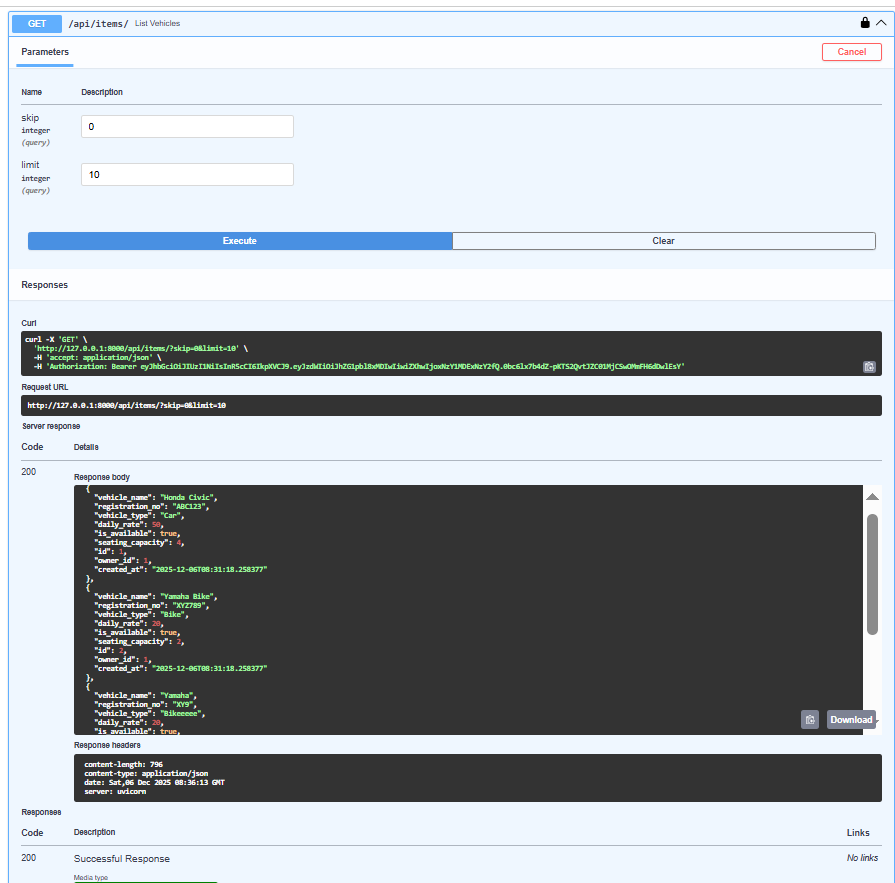 GET /api/items/ List Vehicles
Parameters
Cancel
Name Description
skip
integer
(query)
0
limit
integer
(query)
10
Execute Clear
Responses
Curl
curl -X 'GET' \
'http://127.0.0.1:8000/api/items/?skip=0&limit=10' \
-H 'accept: application/json' \
-H 'Authorization: Bearer
Request URL
http://127.0.0.1:8000/api/items/?skip=0&limit=10
Server response
Code Details
200
Response body
{
"vehicle_name": "Honda Civic",
"registration_no": "ABC123",
"vehicle_type": "Car",
"daily_rate": 50,
"is_available": true,
"seating_capacity": 4,
"id": 1,
"owner_id": 1,
"created_at": "2025-12-06T08:31:18.258377"
},
{
"vehicle_name": "Yamaha Bike",
"registration_no": "XYZ789",
"vehicle_type": "Bike",
"daily_rate": 20,
"is_available": true,
"seating_capacity": 2,
"id": 2,
"owner_id": 1,
"created_at": "2025-12-06T08:31:18.258377"
},
{
"vehicle_name": "Yamaha",
"registration_no": "XY9",
"vehicle_type": "Bikeeeee",
"daily_rate": 20,
"is_available": true,
Download
Response headers
content-length: 796
content-type: application/json
date: Sat,06 Dec 2025 08:36:13 GMT
server: uvicorn
Responses
Code Description Links
200 Successful Response No links
Media type